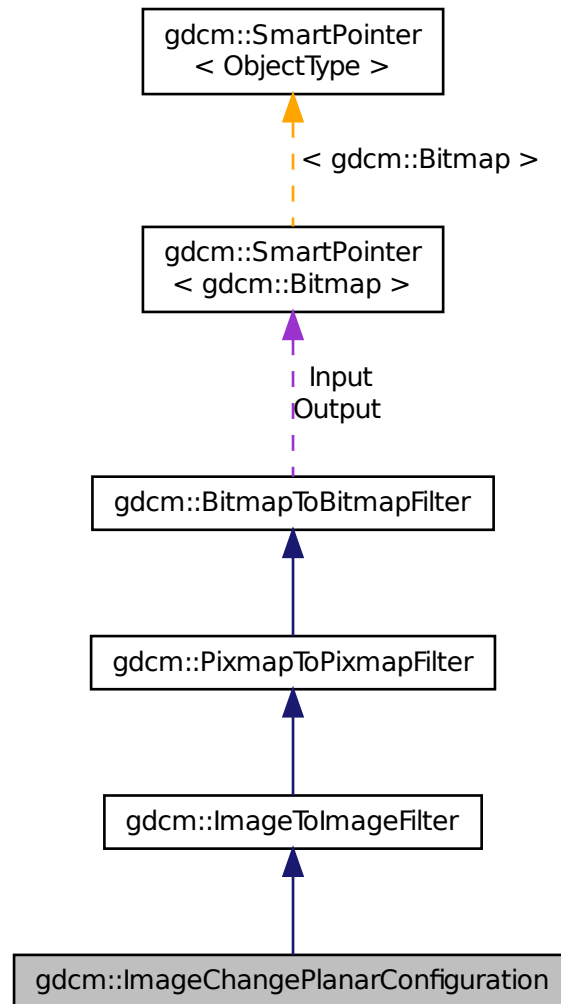 gdcm::SmartPointer
< ObjectType >
< gdcm::Bitmap >
gdcm::SmartPointer
< gdcm::Bitmap >
Input
Output
gdcm::BitmapToBitmapFilter
gdcm::PixmapToPixmapFilter
gdcm::ImageToImageFilter
gdcm::ImageChangePlanarConfiguration